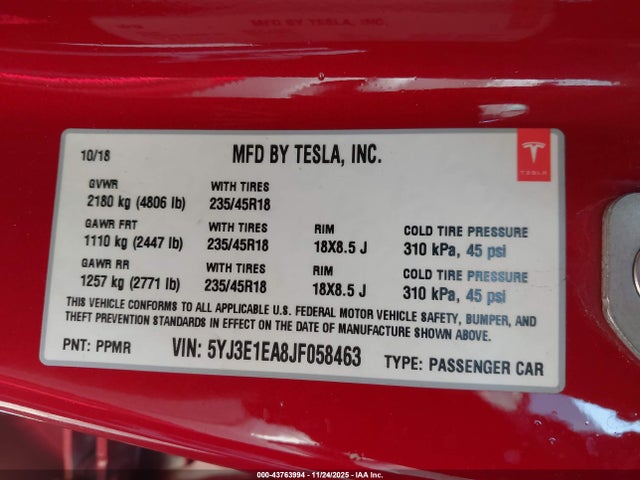 10/18 MFD BY TESLA, INC.
TESLA
GVWR WITH TIRES
2180 kg (4806 lb) 235/45R18
GAWR FRT WITH TIRES RIM COLD TIRE PRESSURE
1110 kg (2447 lb) 235/45R18 18X8.5 J 310 kPa, 45 psi
GAWR RR WITH TIRES RIM COLD TIRE PRESSURE
1257 kg (2771 lb) 235/45R18 18X8.5 J 310 kPa, 45 psi
THIS VEHICLE CONFORMS TO ALL APPLICABLE U.S. FEDERAL MOTOR VEHICLE SAFETY, BUMPER, AND
THEFT PREVENTION STANDARDS IN EFFECT ON THE DATE OF MANUFACTURE SHOWN ABOVE.
PNT: PPMR VIN: 5YJ3E1EA8JF058463 TYPE: PASSENGER CAR
000-43763994 - 11/24/2025 - IAA Inc.